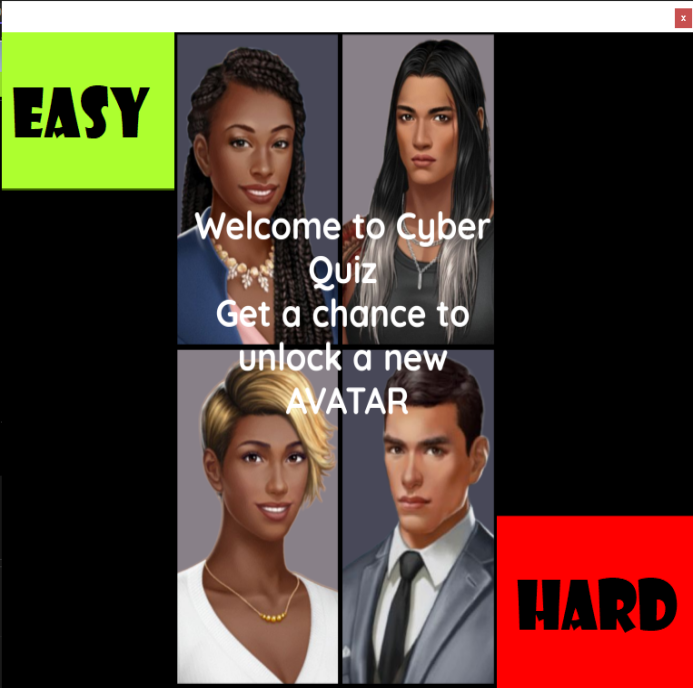 x
EASY
Welcome to Cyber
Quiz
Get a chance to
unlock a new
AVATAR
HARD